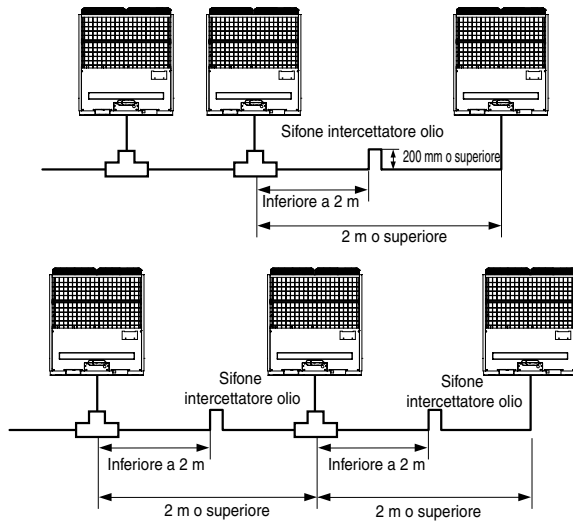 Sifone intercettatore olio
200 mm o superiore
Inferiore a 2 m
2 m o superiore
Sifone
intercettatore olio
Sifone
intercettatore olio
Inferiore a 2 m
Inferiore a 2 m
2 m o superiore
2 m o superiore